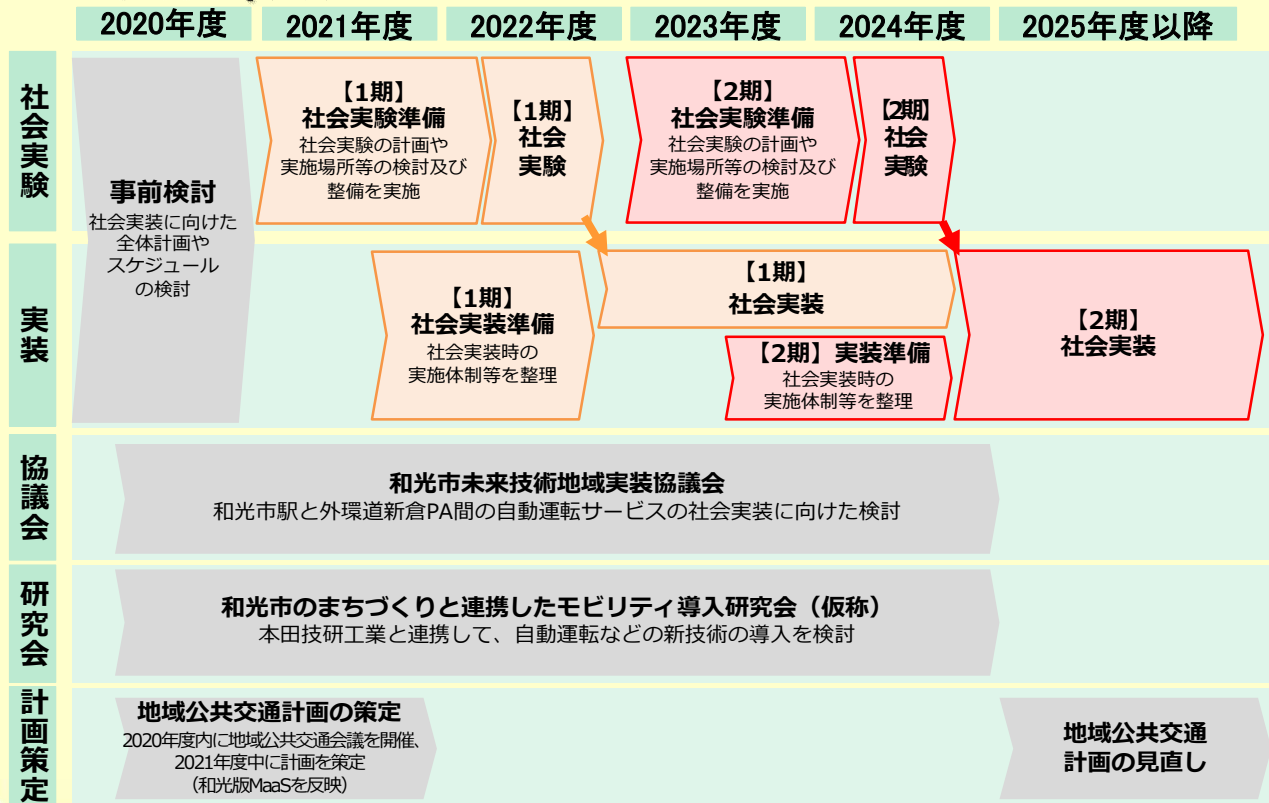 2020年度
2021年度
2022年度
2023年度
2024年度
2025年度以降
社会実験
事前検討
社会実装に向けた
全体計画や
スケジュール
の検討
【1期】
社会実験準備
社会実験の計画や
実施場所等の検討及び
整備を実施
【1期】
社会
実験
【2期】
社会実験準備
社会実験の計画や
実施場所等の検討及び
整備を実施
【2期】
社会
実験
実装
【1期】
社会実装準備
社会実装時の
実施体制等を整理
【1期】
社会実装
【2期】実装準備
社会実装時の
実施体制等を整理
【2期】
社会実装
協議会
和光市未来技術地域実装協議会
和光市駅と外環道新倉PA間の自動運転サービスの社会実装に向けた検討
研究会
和光市のまちづくりと連携したモビリティ導入研究会（仮称）
本田技研工業と連携して、自動運転などの新技術の導入を検討
計画策定
地域公共交通計画の策定
2020年度内に地域公共交通会議を開催、
2021年度中に計画を策定
（和光版MaaSを反映）
地域公共交通
計画の見直し